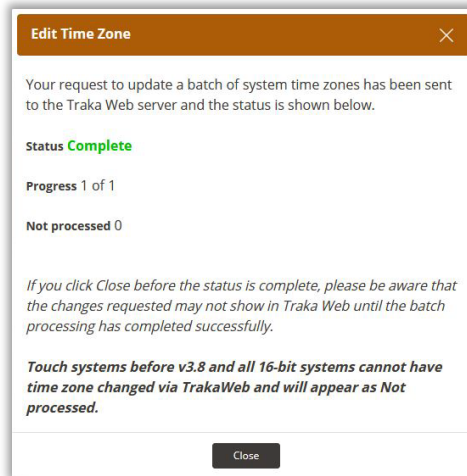 Edit Time Zone
Your request to update a batch of system time zones has been sent
to the Traka Web server and the status is shown below.
Status Complete
Progress 1 of 1
Not processed 0
If you click Close before the status is complete, please be aware that
the changes requested may not show in Traka Web until the batch
processing has completed successfully.
Touch systems before v3.8 and all 16-bit systems cannot have
time zone changed via TrakaWeb and will appear as Not
processed.
Close